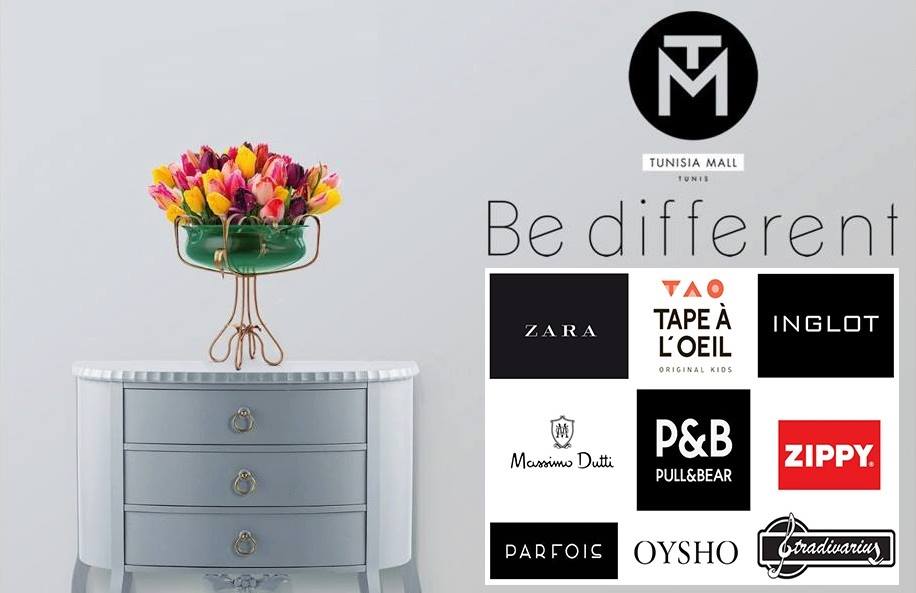 TM
TUNISIA MALL
TUNIS
Be different
ZARA
TAO
TAPE À
L'OEIL
ORIGINAL KIDS
INGLOT
Massimo Dutti
P&B
PULL&BEAR
ZIPPY®
PARFOIS
OYSHO
Stradivarius